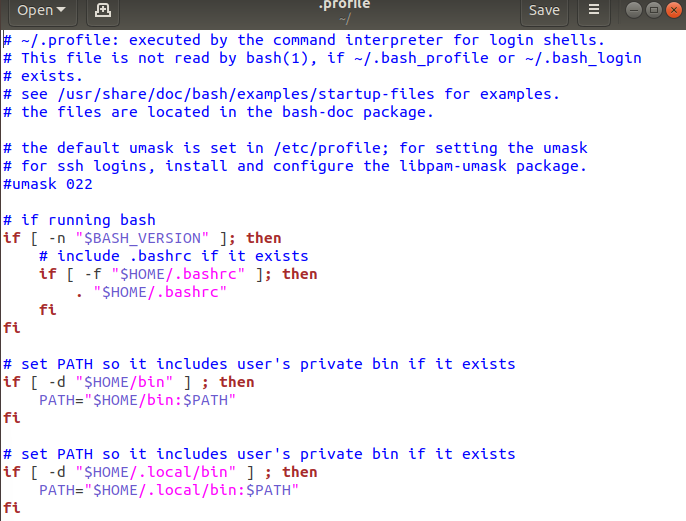 Open
.profile
~/
Save
# ~/.profile: executed by the command interpreter for login shells.
# This file is not read by bash(1), if ~/.bash_profile or ~/.bash_login
# exists.
# see /usr/share/doc/bash/examples/startup-files for examples.
# the files are located in the bash-doc package.

# the default umask is set in /etc/profile; for setting the umask
# for ssh logins, install and configure the libpam-umask package.
#umask 022

# if running bash
if [ -n "$BASH_VERSION" ]; then
    # include .bashrc if it exists
    if [ -f "$HOME/.bashrc" ]; then
        . "$HOME/.bashrc"
    fi
fi

# set PATH so it includes user's private bin if it exists
if [ -d "$HOME/bin" ] ; then
    PATH="$HOME/bin:$PATH"
fi

# set PATH so it includes user's private bin if it exists
if [ -d "$HOME/.local/bin" ] ; then
    PATH="$HOME/.local/bin:$PATH"
fi